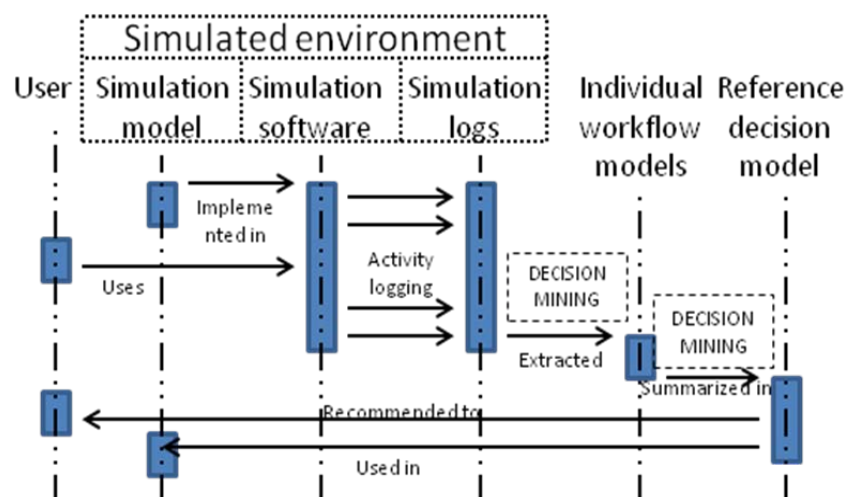 Simulated environment
User
Simulation
model
Simulation
software
Simulation
logs
Individual
workflow
models
Reference
decision
model
Impleme
nted in
Uses
Activity
logging
DECISION
MINING
Extracted
DECISION
MINING
Summarized in
Recommended to
Used in